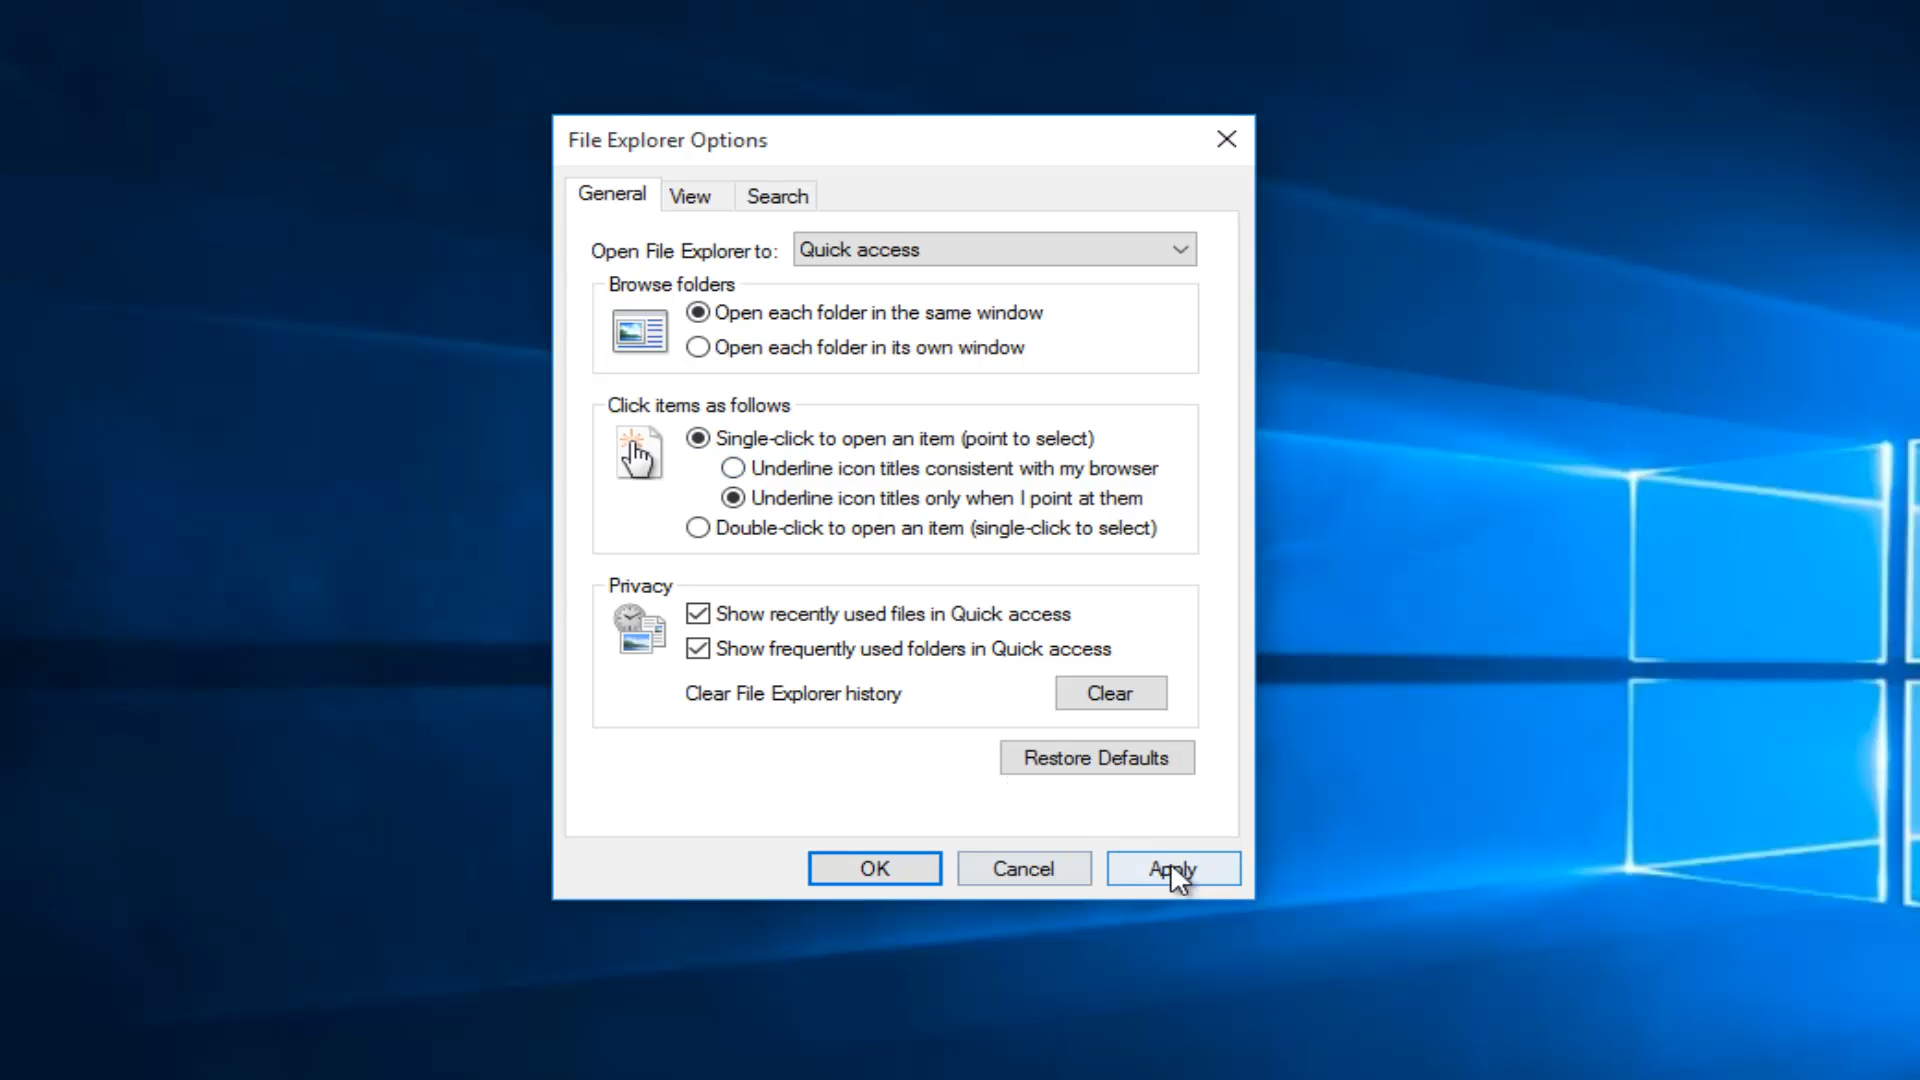 File Explorer Options
General View Search
Open File Explorer to: Quick access
Browse folders
Open each folder in the same window
Open each folder in its own window
Click items as follows
Single-click to open an item (point to select)
Underline icon titles consistent with my browser
Underline icon titles only when I point at them
Double-click to open an item (single-click to select)
Privacy
Show recently used files in Quick access
Show frequently used folders in Quick access
Clear File Explorer history Clear
Restore Defaults
OK Cancel Apply